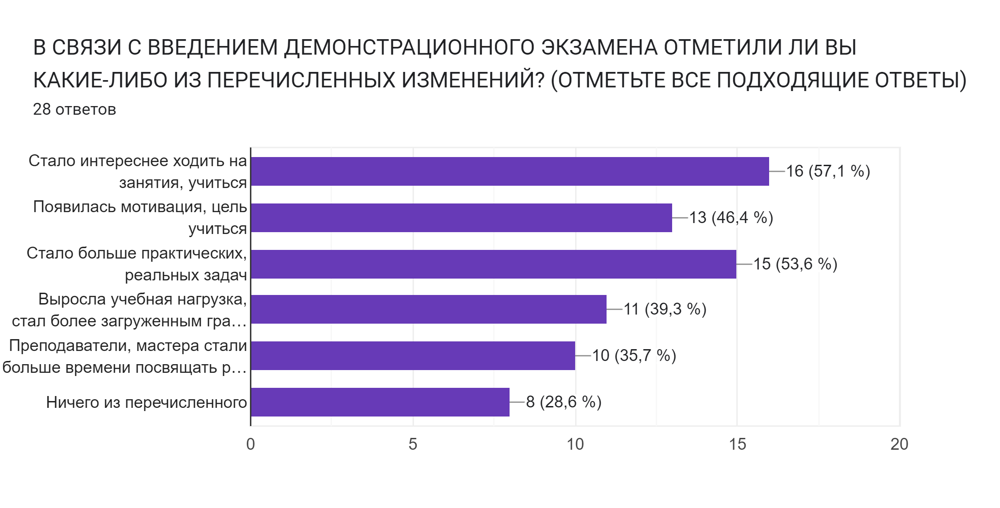 В СВЯЗИ С ВВЕДЕНИЕМ ДЕМОНСТРАЦИОННОГО ЭКЗАМЕНА ОТМЕТИЛИ ЛИ ВЫ
КАКИЕ-ЛИБО ИЗ ПЕРЕЧИСЛЕННЫХ ИЗМЕНЕНИЙ? (ОТМЕТЬТЕ ВСЕ ПОДХОДЯЩИЕ ОТВЕТЫ)
28 ответов
Стало интереснее ходить на
занятия, учиться
16 (57,1 %)
Появилась мотивация, цель
учиться
13 (46,4 %)
Стало больше практических,
реальных задач
15 (53,6 %)
Выросла учебная нагрузка,
стал более загруженным гра…
11 (39,3 %)
Преподаватели, мастера стали
больше времени посвящать р…
10 (35,7 %)
Ничего из перечисленного
8 (28,6 %)
0 5 10 15 20